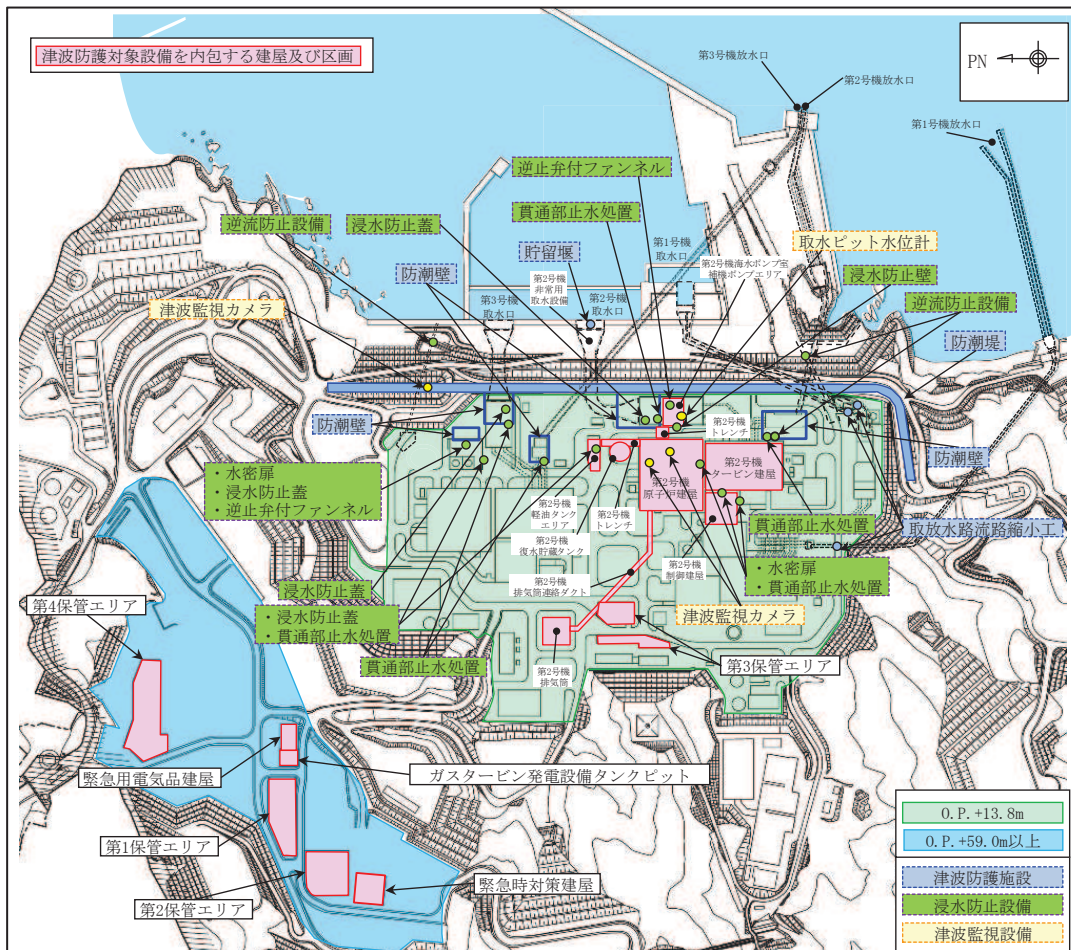 津波防護対象設備を内包する建屋及び区画
PN
第3号機放水口
第2号機放水口
第1号機放水口
逆止弁付ファンネル
貫通部止水処置
逆流防止設備
浸水防止蓋
貯留堰
第1号機
取水口
取水ピット水位計
第2号機海水ポンプ室
補機ポンプエリア
防潮壁
第2号機
非常用
取水設備
浸水防止壁
津波監視カメラ
第3号機
取水口
第2号機
取水口
逆流防止設備
防潮堤
防潮壁
第2号機
トレンチ
防潮壁
・水密扉
・浸水防止蓋
・逆止弁付ファンネル
第2号機
タービン建屋
第2号機
原子炉建屋
第2号機
軽油タンク
エリア
第2号機
トレンチ
貫通部止水処置
取放水路流路縮小工
第2号機
復水貯蔵タンク
第2号機
制御建屋
・水密扉
・貫通部止水処置
第2号機
排気筒連絡ダクト
浸水防止蓋
・浸水防止蓋
・貫通部止水処置
津波監視カメラ
第4保管エリア
貫通部止水処置
第2号機
排気筒
第3保管エリア
緊急用電気品建屋
ガスタービン発電設備タンクピット
第1保管エリア
緊急時対策建屋
第2保管エリア
O.P.+13.8m
O.P.+59.0m以上
津波防護施設
浸水防止設備
津波監視設備